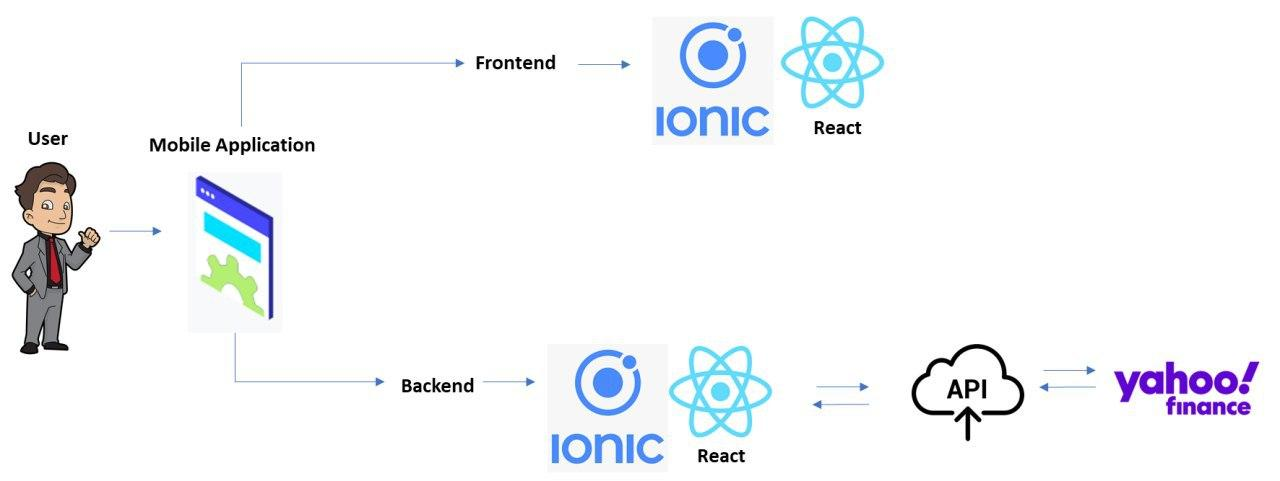 Frontend
IONIC
React
User
Mobile Application
Backend
IONIC
React
API
yahoo!
finance